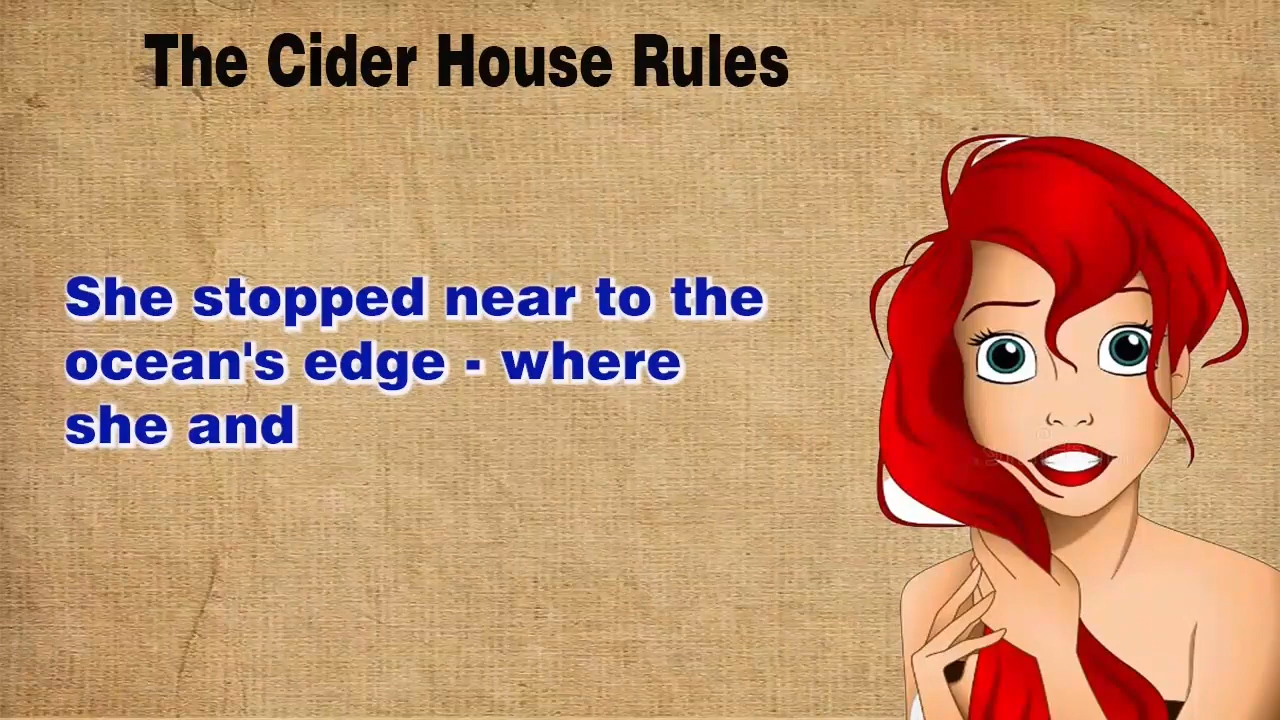 The Cider House Rules
She stopped near to the
ocean's edge - where
she and